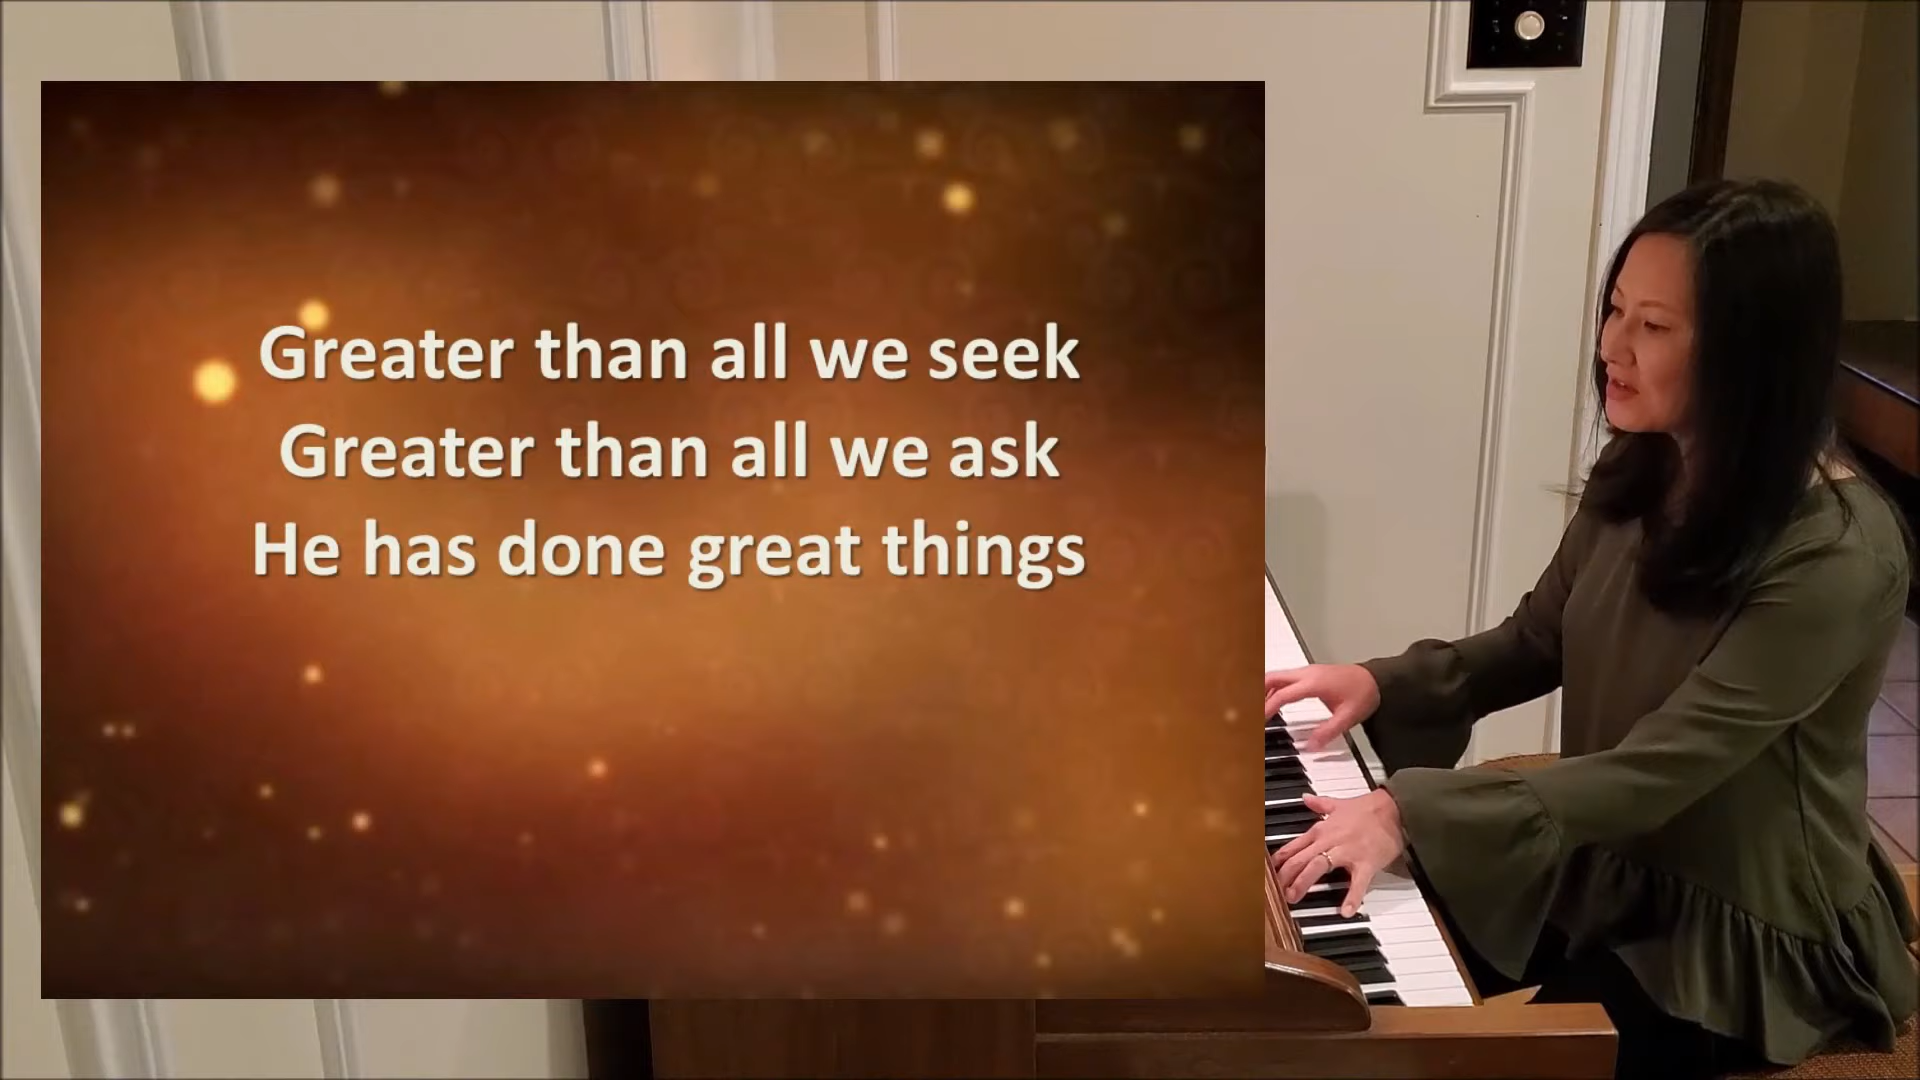 Greater than all we seek
Greater than all we ask
He has done great things